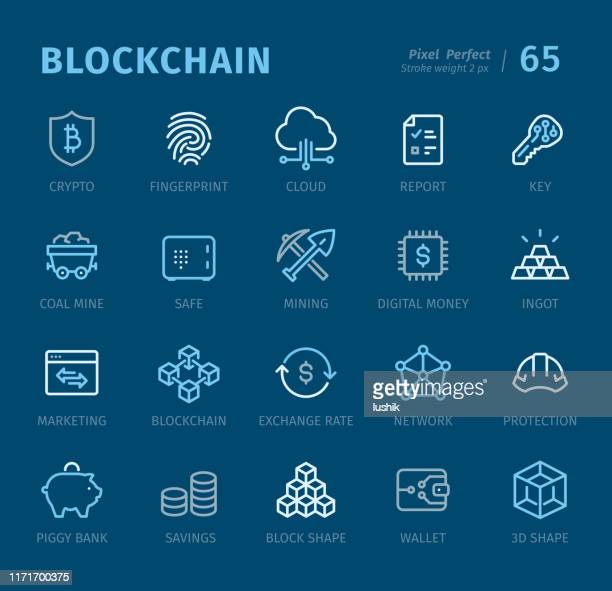 BLOCKCHAIN
Pixel Perfect
Stroke weight 2 px
65
CRYPTO
FINGERPRINT
CLOUD
REPORT
KEY
COAL MINE
SAFE
MINING
DIGITAL MONEY
INGOT
MARKETING
BLOCKCHAIN
EXCHANGE RATE
NETWORK
PROTECTION
gettyimages
lushik
PIGGY BANK
SAVINGS
BLOCK SHAPE
WALLET
3D SHAPE
1171700375